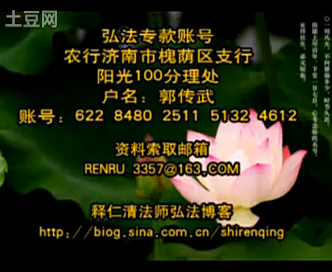 土豆网
弘法专款账号
农行济南市槐荫区支行
阳光100分理处
户名：郭传武
账号：622 8480 2511 5132 4612
资料索取邮箱
RENRU 3357@163.COM
释仁清法师弘法博客
http://biog.sina.com.cn/shirenqing